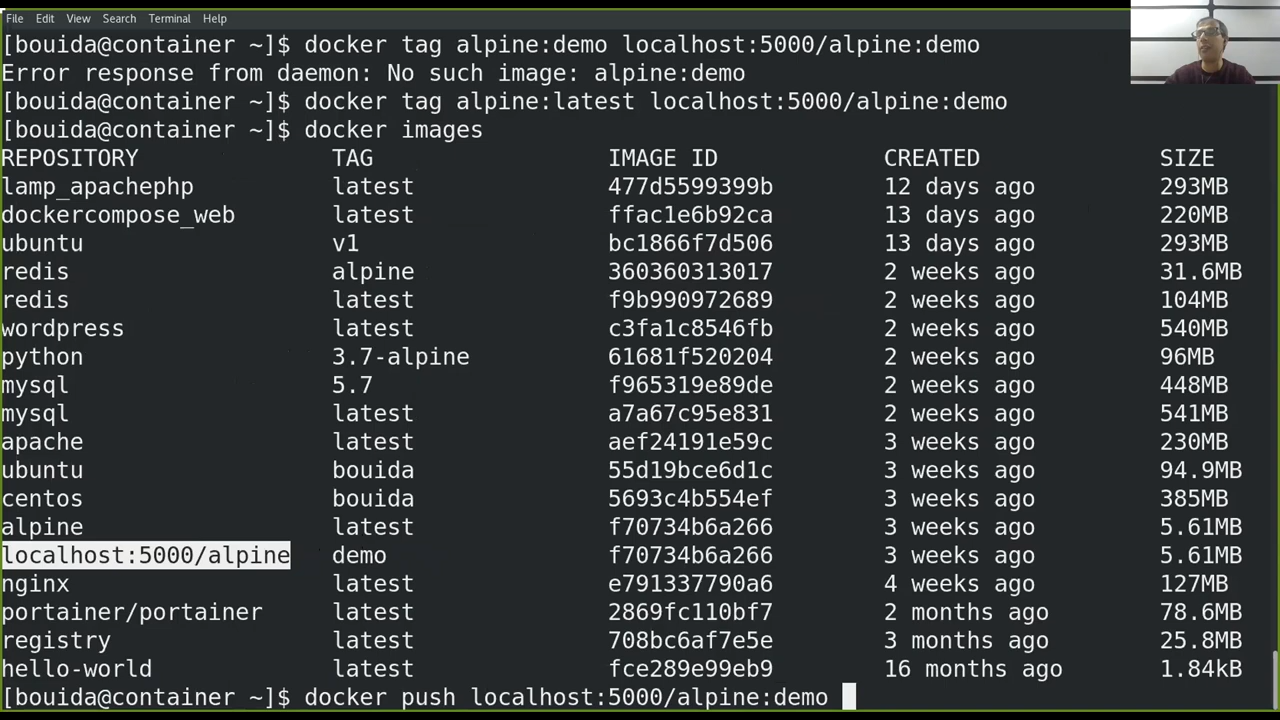 File Edit View Search Terminal Help
[bouida@container ~]$ docker tag alpine:demo localhost:5000/alpine:demo
Error response from daemon: No such image: alpine:demo
[bouida@container ~]$ docker tag alpine:latest localhost:5000/alpine:demo
[bouida@container ~]$ docker images
REPOSITORY TAG IMAGE ID CREATED SIZE
lamp_apachephp latest 477d5599399b 12 days ago 293MB
dockercompose_web latest ffac1e6b92ca 13 days ago 220MB
ubuntu v1 bc1866f7d506 13 days ago 293MB
redis alpine 360360313017 2 weeks ago 31.6MB
redis latest f9b990972689 2 weeks ago 104MB
wordpress latest c3fa1c8546fb 2 weeks ago 540MB
python 3.7-alpine 61681f520204 2 weeks ago 96MB
mysql 5.7 f965319e89de 2 weeks ago 448MB
mysql latest a7a67c95e831 2 weeks ago 541MB
apache latest aef24191e59c 3 weeks ago 230MB
ubuntu bouida 55d19bce6d1c 3 weeks ago 94.9MB
centos bouida 5693c4b554ef 3 weeks ago 385MB
alpine latest f70734b6a266 3 weeks ago 5.61MB
localhost:5000/alpine demo f70734b6a266 3 weeks ago 5.61MB
nginx latest e791337790a6 4 weeks ago 127MB
portainer/portainer latest 2869fc110bf7 2 months ago 78.6MB
registry latest 708bc6af7e5e 3 months ago 25.8MB
hello-world latest fce289e99eb9 16 months ago 1.84kB
[bouida@container ~]$ docker push localhost:5000/alpine:demo